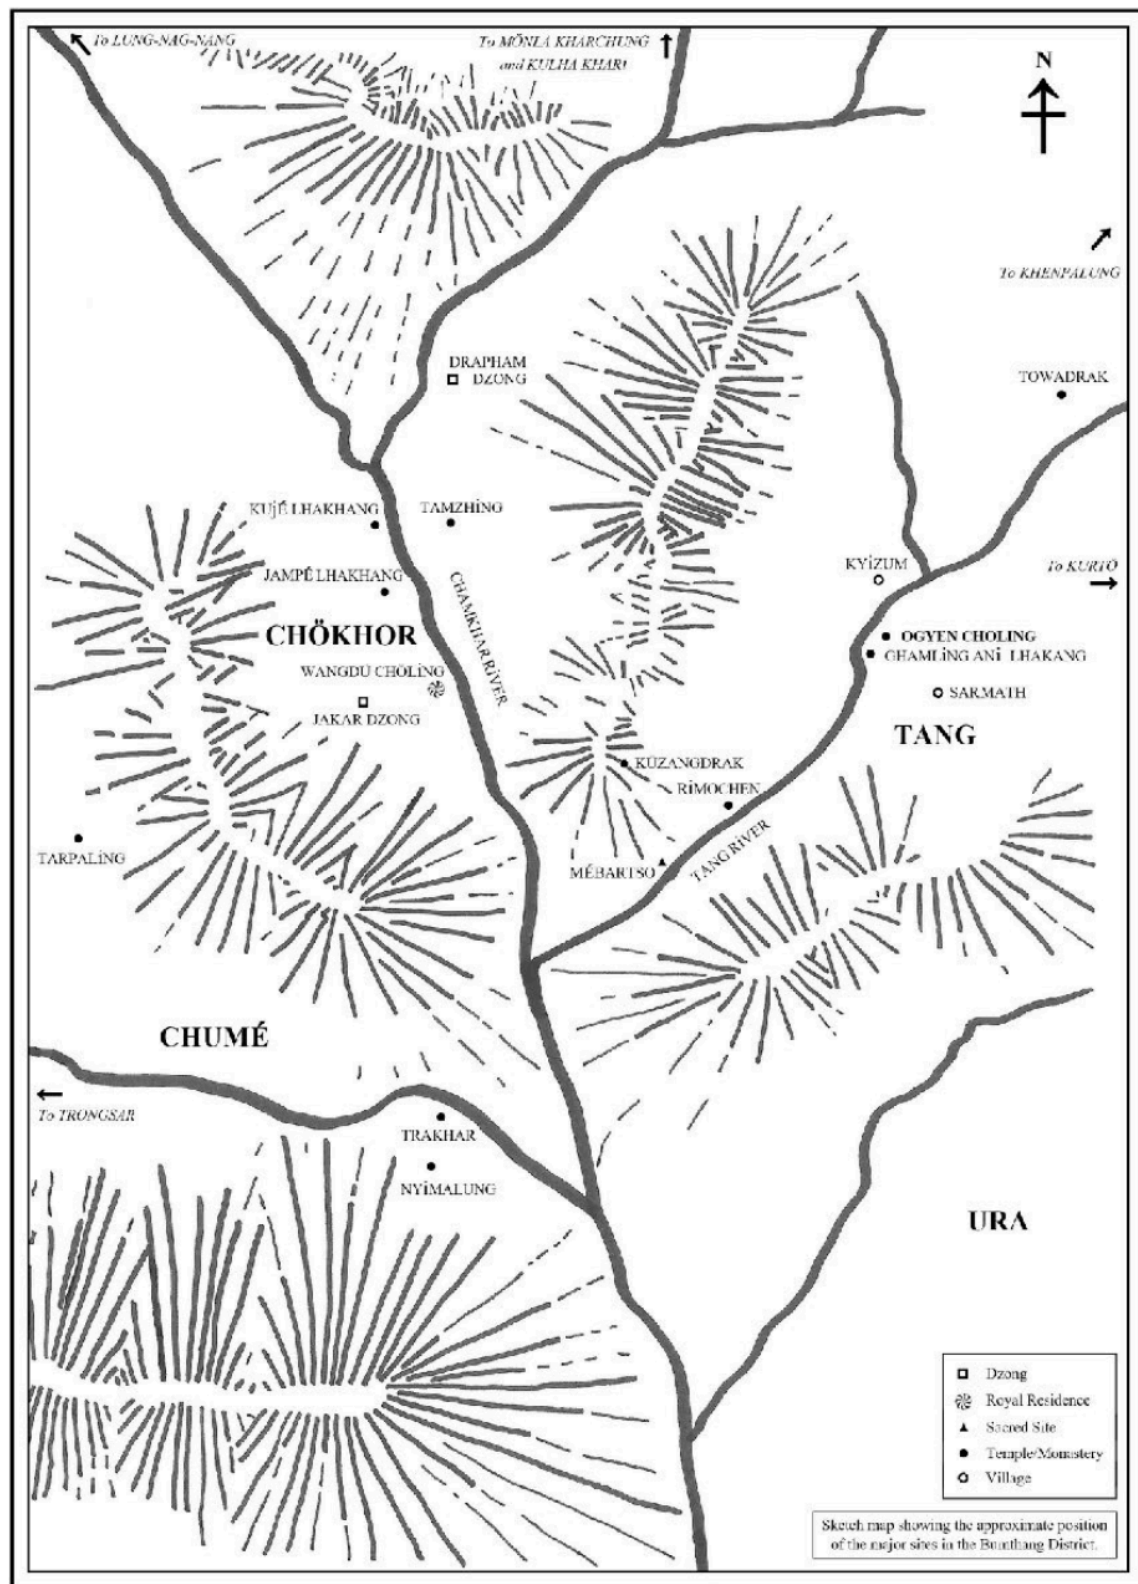 To LUNG-NAG-NANG
To MÖNLA KHARCHUNG
and KULHA KHARI
N
To KHENPALUNG
DRAPHAM
DZONG
TOWADRAK
KUjÉ LHAKHANG
TAMZHiNG
KYiZUM
To KURTÖ
JAMPÉ LHAKHANG
CHAMKHAR RiVER
CHÖKHOR
OGYEN CHOLING
GHAMLiNG ANi LHAKANG
WANGDÜ CHÖLiNG
SARMATH
JAKAR DZONG
TANG
KÜZANGDRAK
RiMOCHEN
TARPALiNG
MÉBARTSO
TANG RiVER
CHUMÉ
To TRONGSAR
TRAKHAR
NYiMALUNG
URA
Dzong
Royal Residence
Sacred Site
Temple/Monastery
Village
Sketch map showing the approximate position
of the major sites in the Bumthang District.